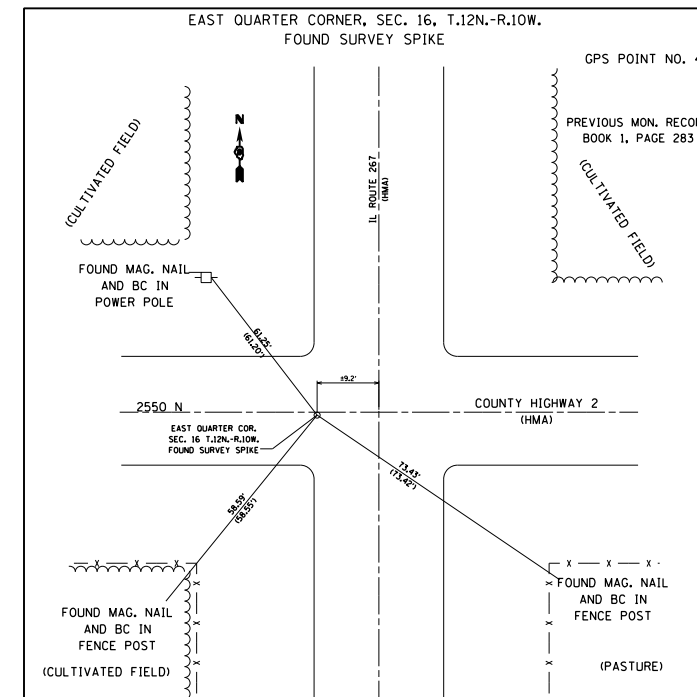 EAST QUARTER CORNER, SEC. 16, T.12N.-R.10W.
FOUND SURVEY SPIKE
GPS POINT NO.
PREVIOUS MON.
BOOK 1, PAGE 283
(CULTIVATED FIELD)
N
IL ROUTE 267
(HMA)
(CULTIVATED FIELD)
FOUND MAG. NAIL
AND BC IN
POWER POLE
61.25'
(61.20')
±9.2'
2550 N
COUNTY HIGHWAY 2
(HMA)
EAST QUARTER COR.
SEC. 16 T.12N.-R.10W.
FOUND SURVEY SPIKE
73.43'
(73.42')
58.59'
(58.55')
FOUND MAG. NAIL
AND BC IN
FENCE POST
(CULTIVATED FIELD)
FOUND MAG. NAIL
AND BC IN
FENCE POST
(PASTURE)